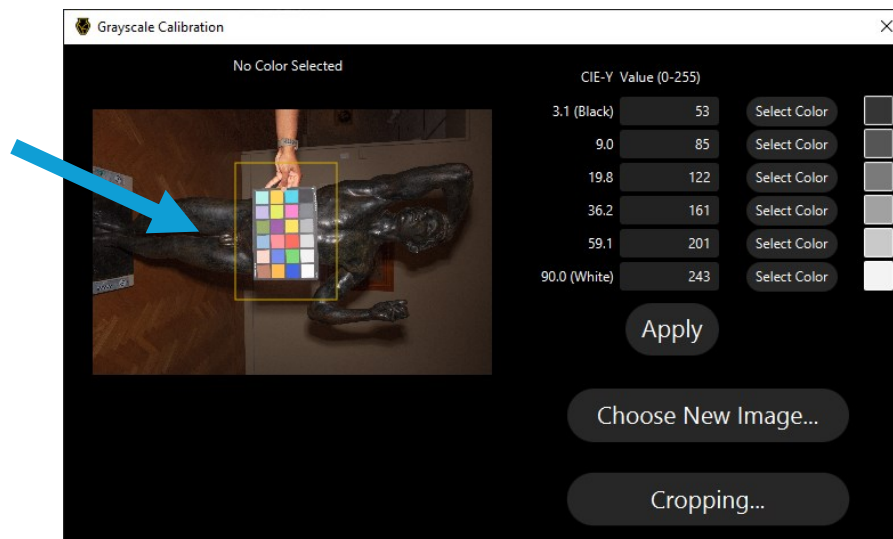 Grayscale Calibration
No Color Selected
CIE-Y Value (0-255)
3.1 (Black) 53 Select Color
9.0 85 Select Color
19.8 122 Select Color
36.2 161 Select Color
59.1 201 Select Color
90.0 (White) 243 Select Color
Apply
Choose New Image...
Cropping...